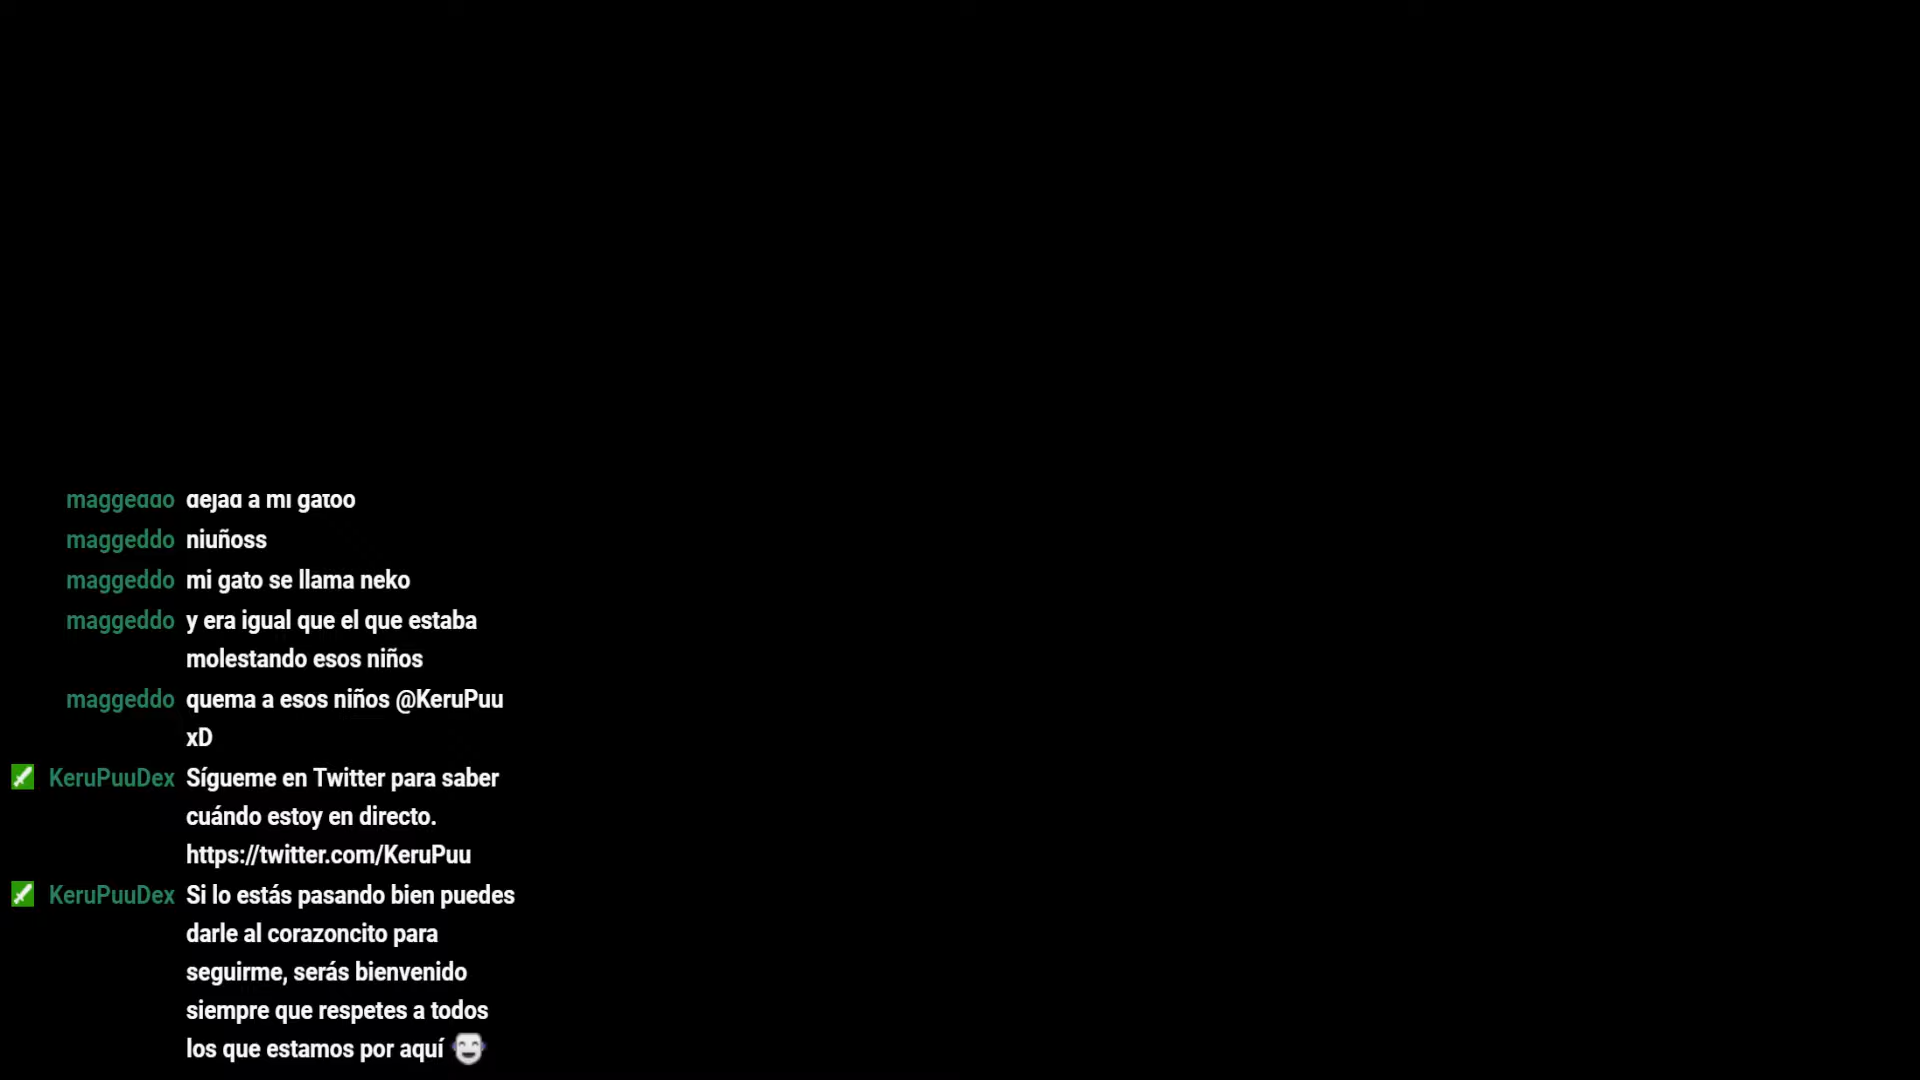 maggeddo dejad a mi gatoo
maggeddo niuñoss
maggeddo mi gato se llama neko
maggeddo y era igual que el que estaba
molestando esos niños
maggeddo quema a esos niños @KeruPuu
xD
KeruPuuDex Sígueme en Twitter para saber
cuándo estoy en directo.
https://twitter.com/KeruPuu
KeruPuuDex Si lo estás pasando bien puedes
darle al corazoncito para
seguirme, serás bienvenido
siempre que respetes a todos
los que estamos por aquí